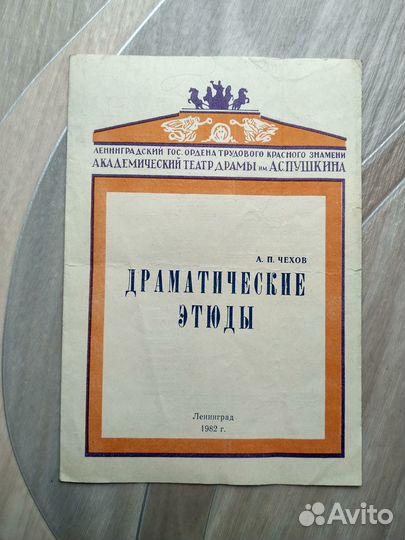 ЛЕНИНГРАДСКИЙ ГОС. ОРДЕНА ТРУДОВОГО КРАСНОГО ЗНАМЕНИ
АКАДЕМИЧЕСКИЙ ТЕАТР ДРАМЫ им. А.С.ПУШКИНА
А. П. ЧЕХОВ
ДРАМАТИЧЕСКИЕ
ЭТЮДЫ
Ленинград
1982 г.
Avito